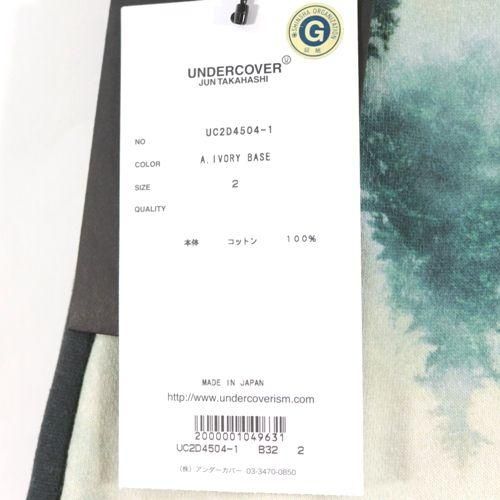 SHINSHA ORGANIZATION
G
UNDERCOVER U
JUN TAKAHASHI
NO UC2D4504-1
COLOR A.IVORY BASE
SIZE 2
QUALITY
本体 コットン 100%
MADE IN JAPAN
http://www.undercoverism.com
2000001049631
UC2D4504-1 B32 2
(株) アンダーカバー 03-3470-0850